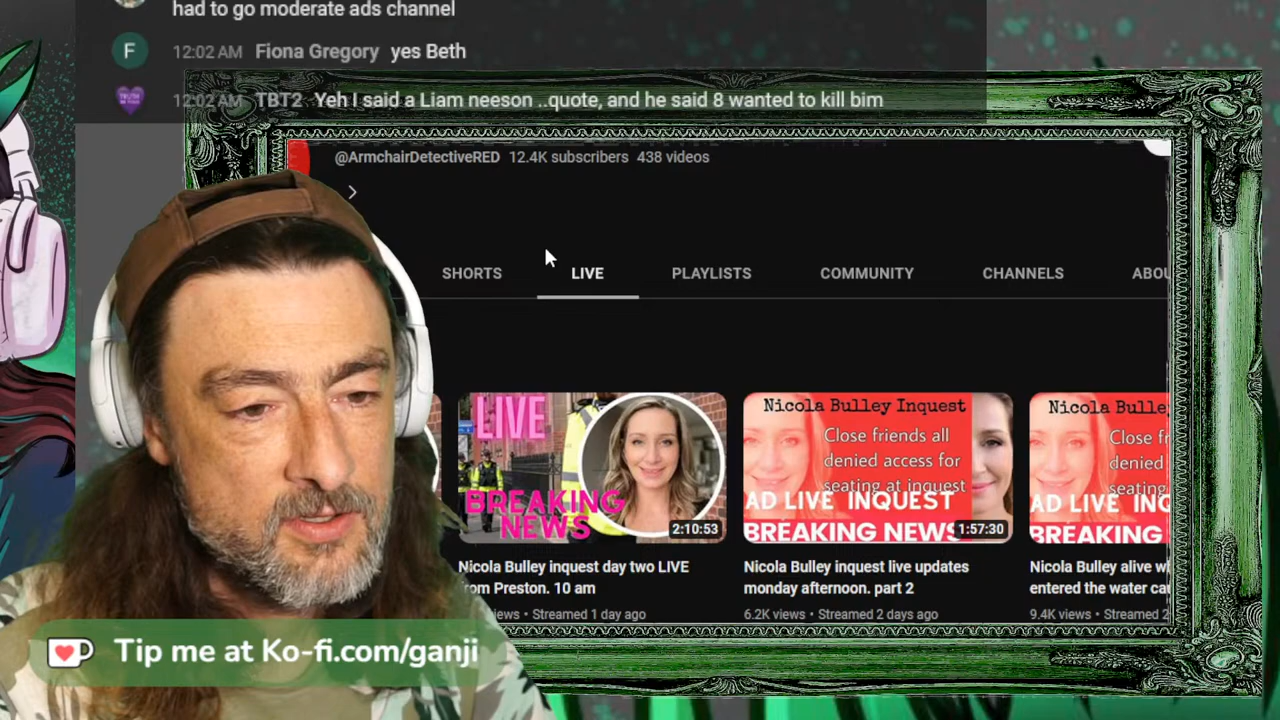 had to go moderate ads channel
F 12:02 AM Fiona Gregory yes Beth
12:02 AM TBT2 Yeh I said a Liam neeson ..quote, and he said 8 wanted to kill bim
@ArmchairDetectiveRED 12.4K subscribers 438 videos
SHORTS LIVE PLAYLISTS COMMUNITY CHANNELS ABOU
LIVE
BREAKING
NEWS
2:10:53
Nicola Bulley inquest day two LIVE
om Preston. 10 am
iews • Streamed 1 day ago
Nicola Bulley Inquest
Close friends all
denied access for
seating at inquest
AD LIVE INQUEST
BREAKING NEWS
1:57:30
Nicola Bulley inquest live updates
monday afternoon. part 2
6.2K views • Streamed 2 days ago
Nicola Bulle
Close fr
denied
seating
AD LIVE INQ
BREAKING
Nicola Bulley alive w
entered the water ca
9.4K views • Streamed 2
Tip me at Ko-fi.com/ganji